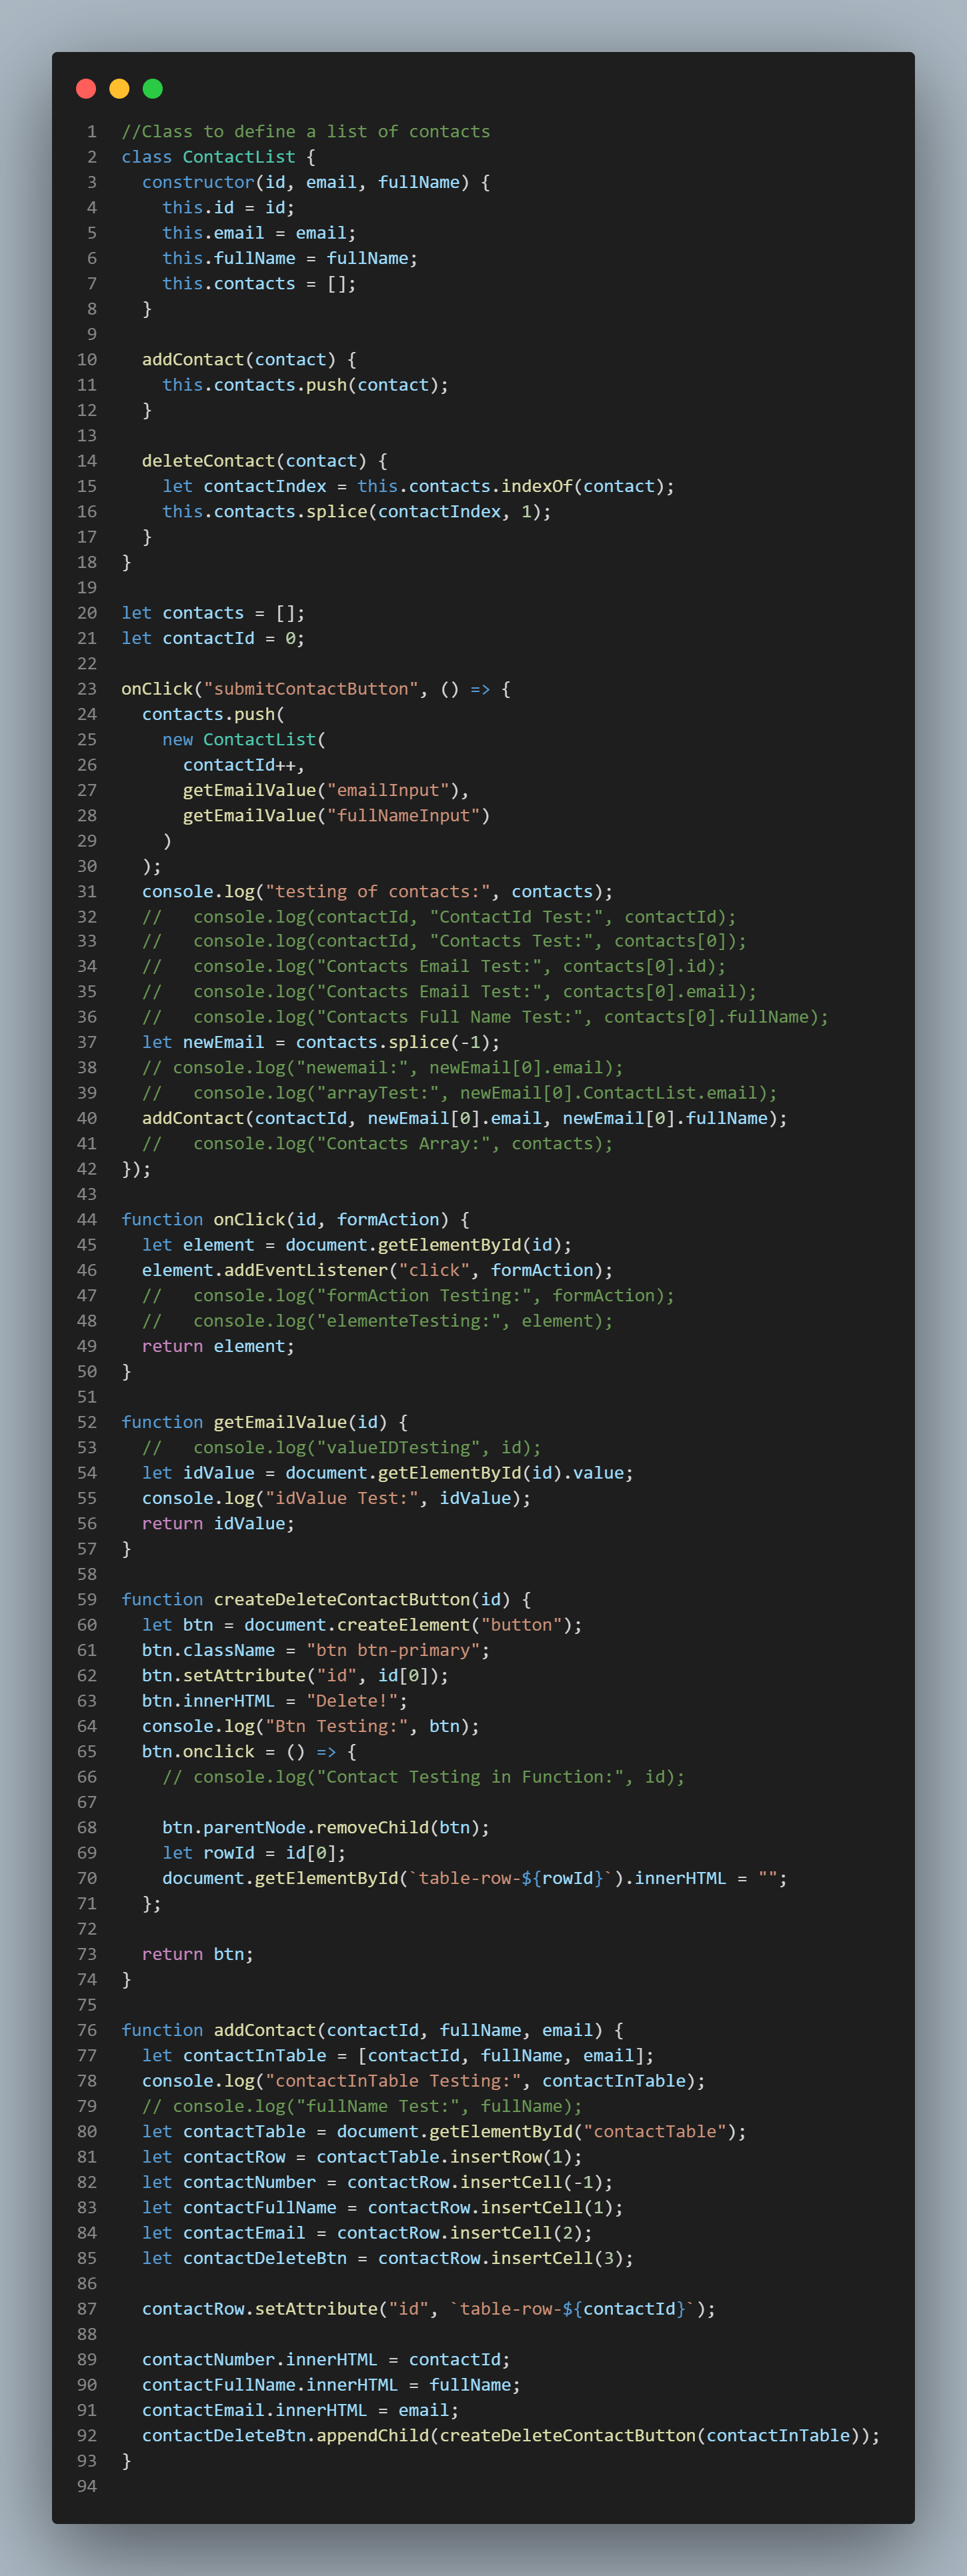 1 //Class to define a list of contacts
2 class ContactList {
3   constructor(id, email, fullName) {
4     this.id = id;
5     this.email = email;
6     this.fullName = fullName;
7     this.contacts = [];
8   }
9
10   addContact(contact) {
11     this.contacts.push(contact);
12   }
13
14   deleteContact(contact) {
15     let contactIndex = this.contacts.indexOf(contact);
16     this.contacts.splice(contactIndex, 1);
17   }
18 }
19
20 let contacts = [];
21 let contactId = 0;
22
23 onClick("submitContactButton", () => {
24   contacts.push(
25     new ContactList(
26       contactId++,
27       getEmailValue("emailInput"),
28       getEmailValue("fullNameInput")
29     )
30   );
31   console.log("testing of contacts:", contacts);
32   //   console.log(contactId, "ContactId Test:", contactId);
33   //   console.log(contactId, "Contacts Test:", contacts[0]);
34   //   console.log("Contacts Email Test:", contacts[0].id);
35   //   console.log("Contacts Email Test:", contacts[0].email);
36   //   console.log("Contacts Full Name Test:", contacts[0].fullName);
37   let newEmail = contacts.splice(-1);
38   // console.log("newemail:", newEmail[0].email);
39   //   console.log("arrayTest:", newEmail[0].ContactList.email);
40   addContact(contactId, newEmail[0].email, newEmail[0].fullName);
41   //   console.log("Contacts Array:", contacts);
42 });
43
44 function onClick(id, formAction) {
45   let element = document.getElementById(id);
46   element.addEventListener("click", formAction);
47   //   console.log("formAction Testing:", formAction);
48   //   console.log("elementeTesting:", element);
49   return element;
50 }
51
52 function getEmailValue(id) {
53   //   console.log("valueIDTesting", id);
54   let idValue = document.getElementById(id).value;
55   console.log("idValue Test:", idValue);
56   return idValue;
57 }
58
59 function createDeleteContactButton(id) {
60   let btn = document.createElement("button");
61   btn.className = "btn btn-primary";
62   btn.setAttribute("id", id[0]);
63   btn.innerHTML = "Delete!";
64   console.log("Btn Testing:", btn);
65   btn.onclick = () => {
66     // console.log("Contact Testing in Function:", id);
67
68     btn.parentNode.removeChild(btn);
69     let rowId = id[0];
70     document.getElementById(`table-row-${rowId}`).innerHTML = "";
71   };
72
73   return btn;
74 }
75
76 function addContact(contactId, fullName, email) {
77   let contactInTable = [contactId, fullName, email];
78   console.log("contactInTable Testing:", contactInTable);
79   // console.log("fullName Test:", fullName);
80   let contactTable = document.getElementById("contactTable");
81   let contactRow = contactTable.insertRow(1);
82   let contactNumber = contactRow.insertCell(-1);
83   let contactFullName = contactRow.insertCell(1);
84   let contactEmail = contactRow.insertCell(2);
85   let contactDeleteBtn = contactRow.insertCell(3);
86
87   contactRow.setAttribute("id", `table-row-${contactId}`);
88
89   contactNumber.innerHTML = contactId;
90   contactFullName.innerHTML = fullName;
91   contactEmail.innerHTML = email;
92   contactDeleteBtn.appendChild(createDeleteContactButton(contactInTable));
93 }
94